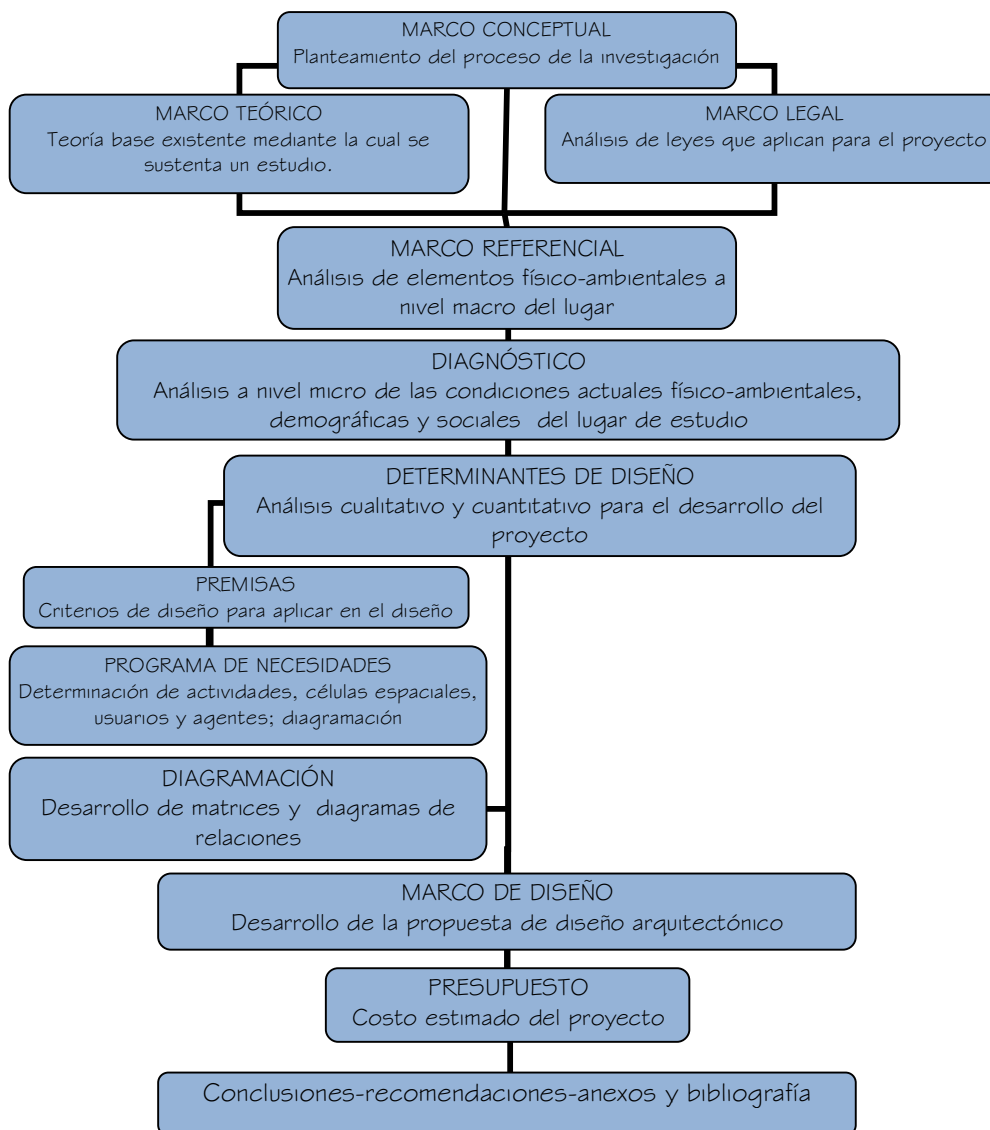 MARCO CONCEPTUAL
Planteamiento del proceso de la investigación
MARCO TEÓRICO
Teoría base existente mediante la cual se
sustenta un estudio.
MARCO LEGAL
Análisis de leyes que aplican para el proyecto
MARCO REFERENCIAL
Análisis de elementos físico-ambientales a
nivel macro del lugar
DIAGNÓSTICO
Análisis a nivel micro de las condiciones actuales físico-ambientales,
demográficas y sociales del lugar de estudio
DETERMINANTES DE DISEÑO
Análisis cualitativo y cuantitativo para el desarrollo del
proyecto
PREMISAS
Criterios de diseño para aplicar en el diseño
PROGRAMA DE NECESIDADES
Determinación de actividades, células espaciales,
usuarios y agentes; diagramación
DIAGRAMACIÓN
Desarrollo de matrices y diagramas de
relaciones
MARCO DE DISEÑO
Desarrollo de la propuesta de diseño arquitectónico
PRESUPUESTO
Costo estimado del proyecto
Conclusiones-recomendaciones-anexos y bibliografía